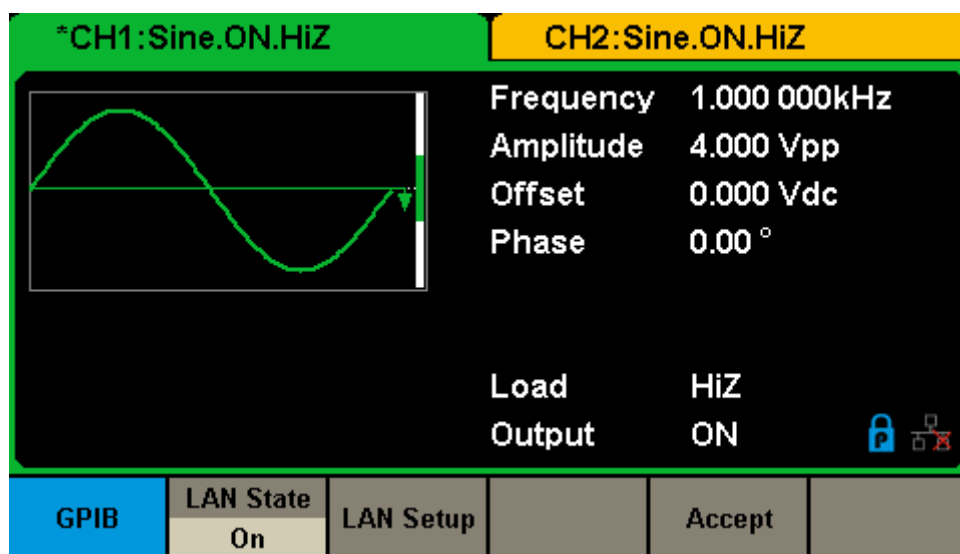 *CH1:Sine.ON.HiZ CH2:Sine.ON.HiZ
Frequency 1.000 000kHz
Amplitude 4.000 Vpp
Offset 0.000 Vdc
Phase 0.00 °
Load HiZ
Output ON
P
GPIB LAN State On LAN Setup Accept